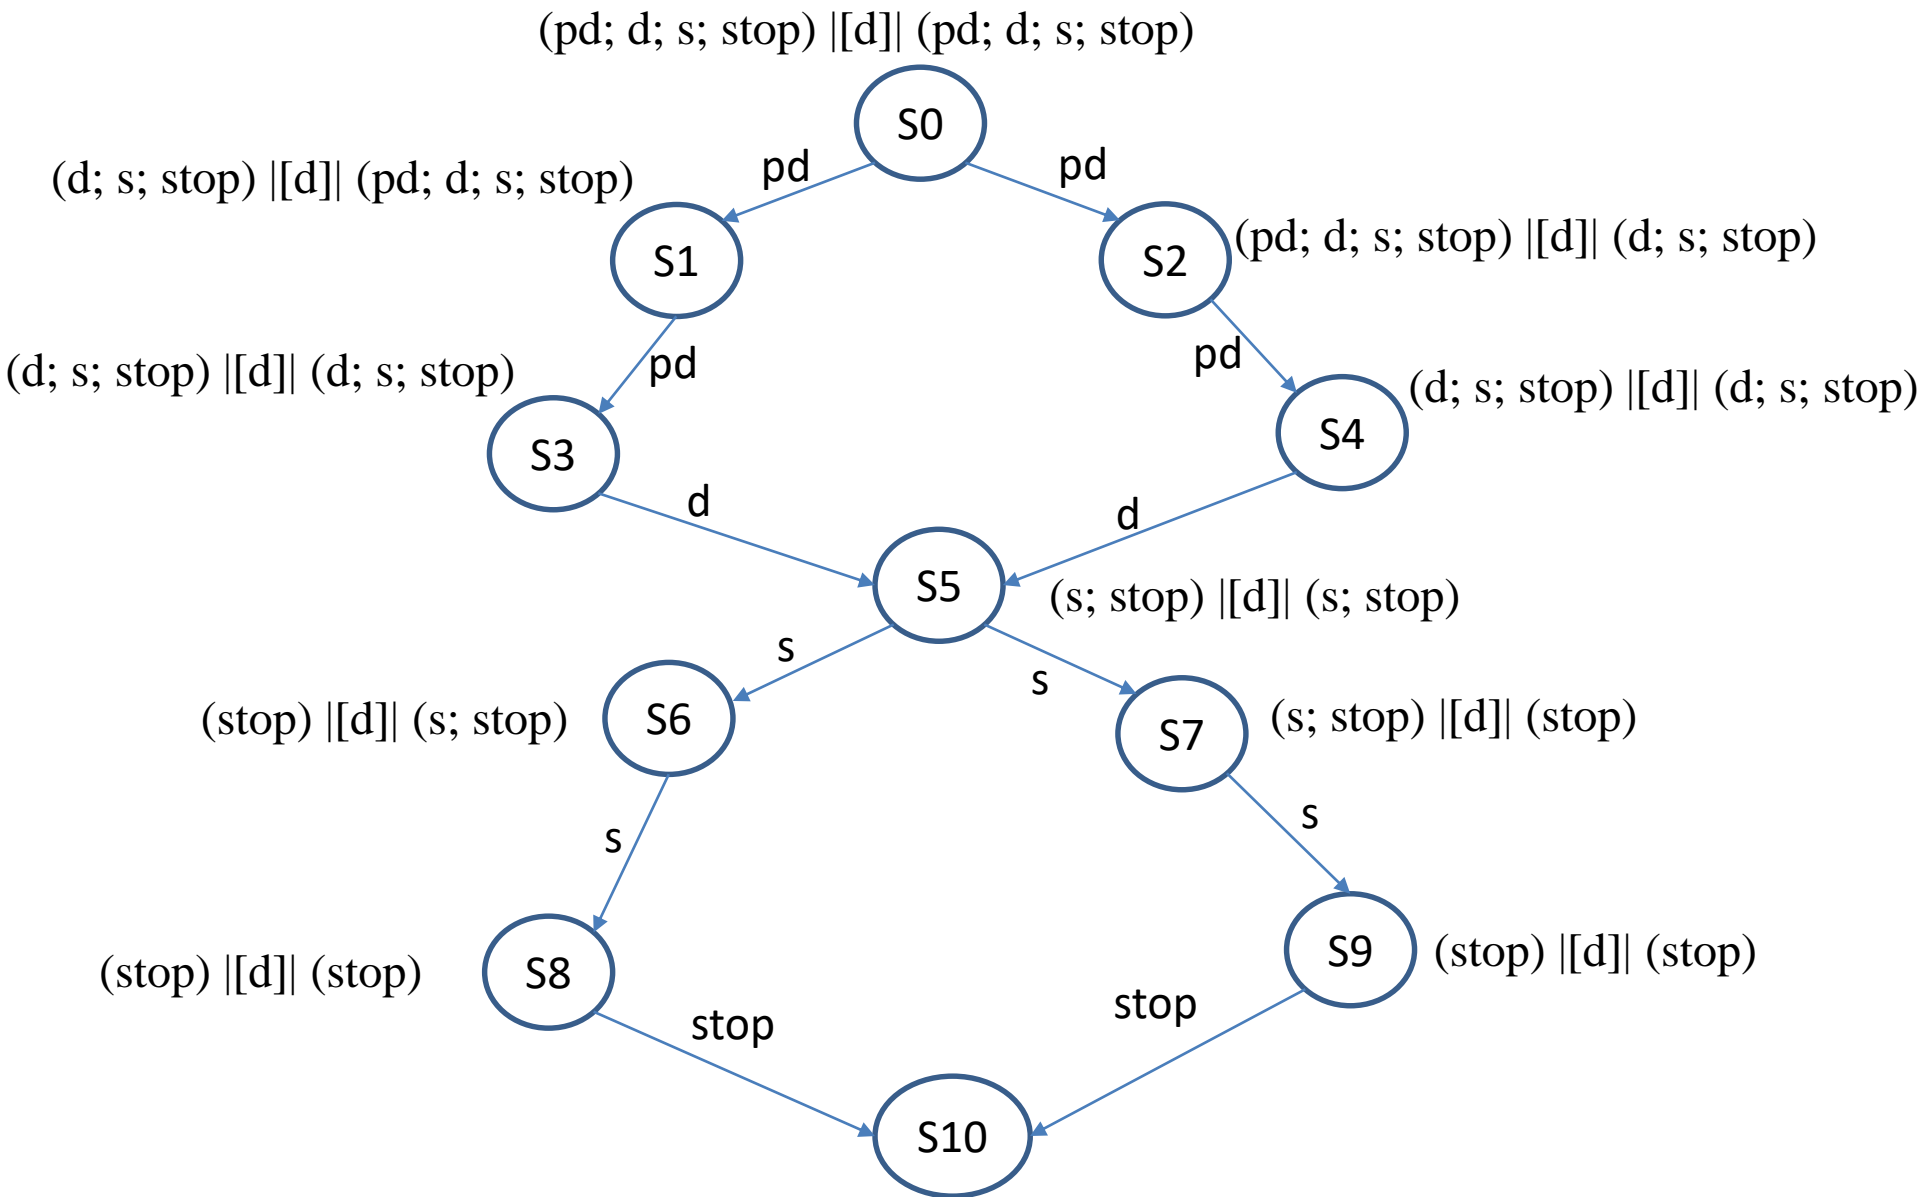 (pd; d; s; stop) |[d]| (pd; d; s; stop)
S0
pd
pd
(d; s; stop) |[d]| (pd; d; s; stop)
S1
S2
(pd; d; s; stop) |[d]| (d; s; stop)
pd
pd
(d; s; stop) |[d]| (d; s; stop)
S3
S4
(d; s; stop) |[d]| (d; s; stop)
d
d
S5
(s; stop) |[d]| (s; stop)
s
s
(stop) |[d]| (s; stop)
S6
S7
(s; stop) |[d]| (stop)
s
s
(stop) |[d]| (stop)
S8
S9
(stop) |[d]| (stop)
stop
stop
S10